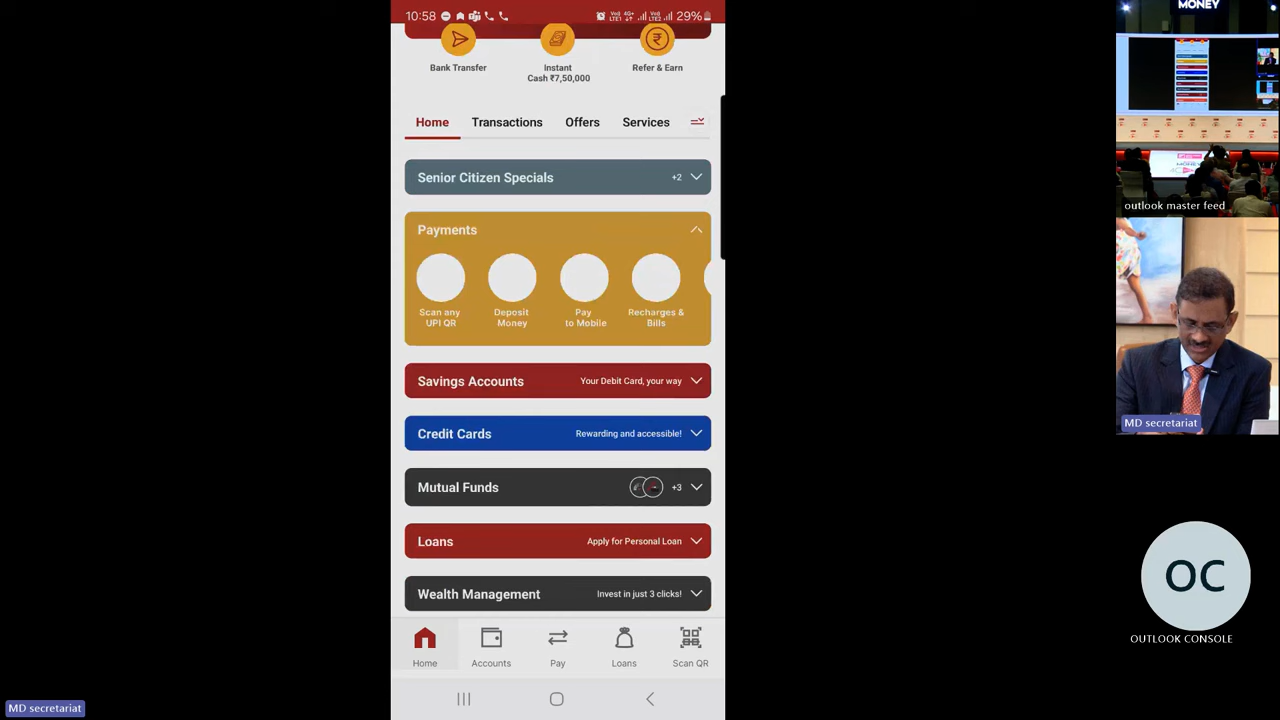 10:58
29%
MONEY
Bank Transfer
Instant
Cash ₹7,50,000
Refer & Earn
Home
Transactions
Offers
Services
Senior Citizen Specials
+2
Payments
Scan any
UPI QR
Deposit
Money
Pay
to Mobile
Recharges &
Bills
Savings Accounts
Your Debit Card, your way
Credit Cards
Rewarding and accessible!
Mutual Funds
+3
Loans
Apply for Personal Loan
Wealth Management
Invest in just 3 clicks!
Home
Accounts
Pay
Loans
Scan QR
outlook master feed
MD secretariat
OC
OUTLOOK CONSOLE
MD secretariat